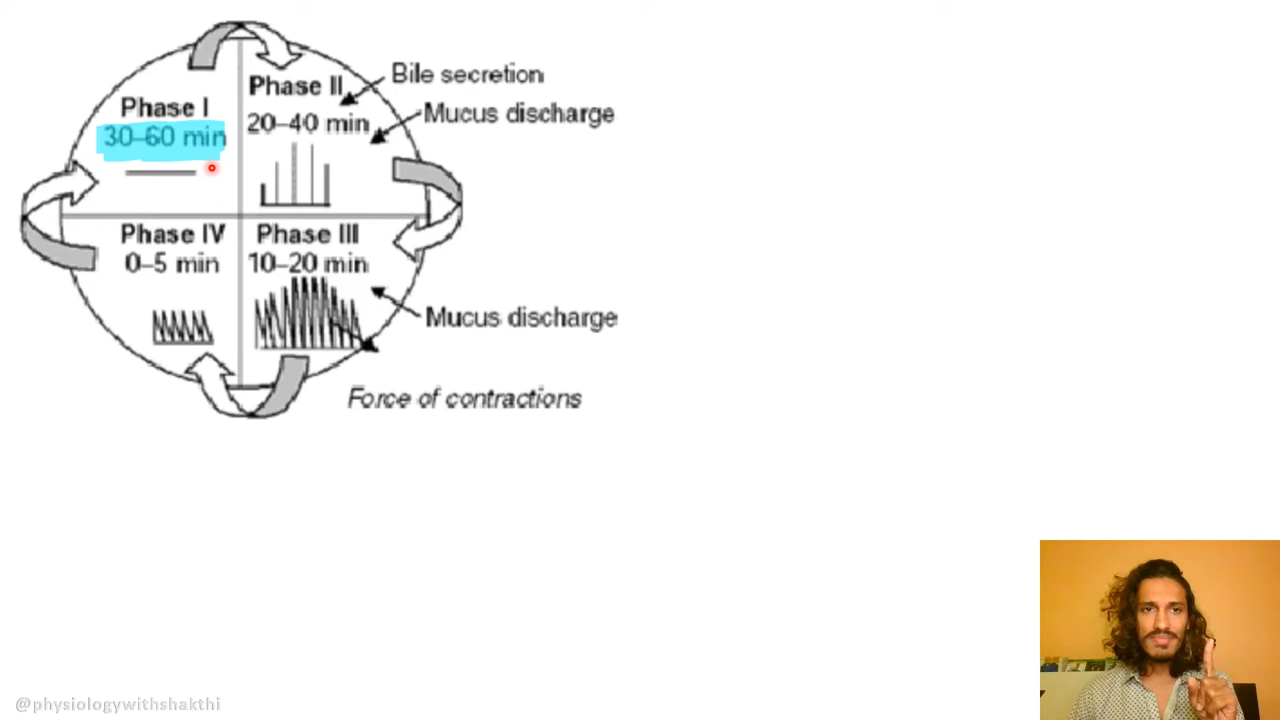 Phase I
30–60 min
Phase II
20–40 min
Bile secretion
Mucus discharge
Phase IV
0–5 min
Phase III
10–20 min
Mucus discharge
Force of contractions
@physiologywithshakthi